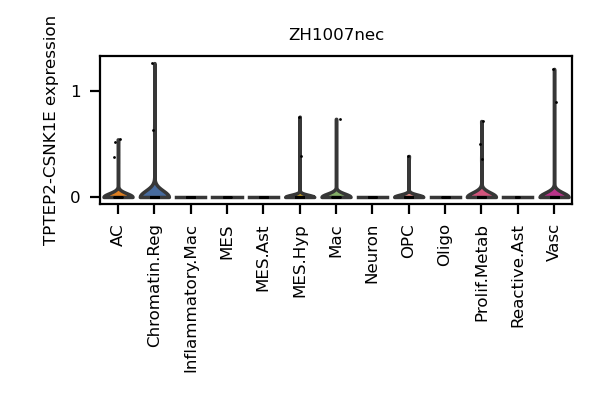 ZH1007nec
TPTEP2-CSNK1E expression
1
0
AC
Chromatin.Reg
Inflammatory.Mac
MES
MES.Ast
MES.Hyp
Mac
Neuron
OPC
Oligo
Prolif.Metab
Reactive.Ast
Vasc